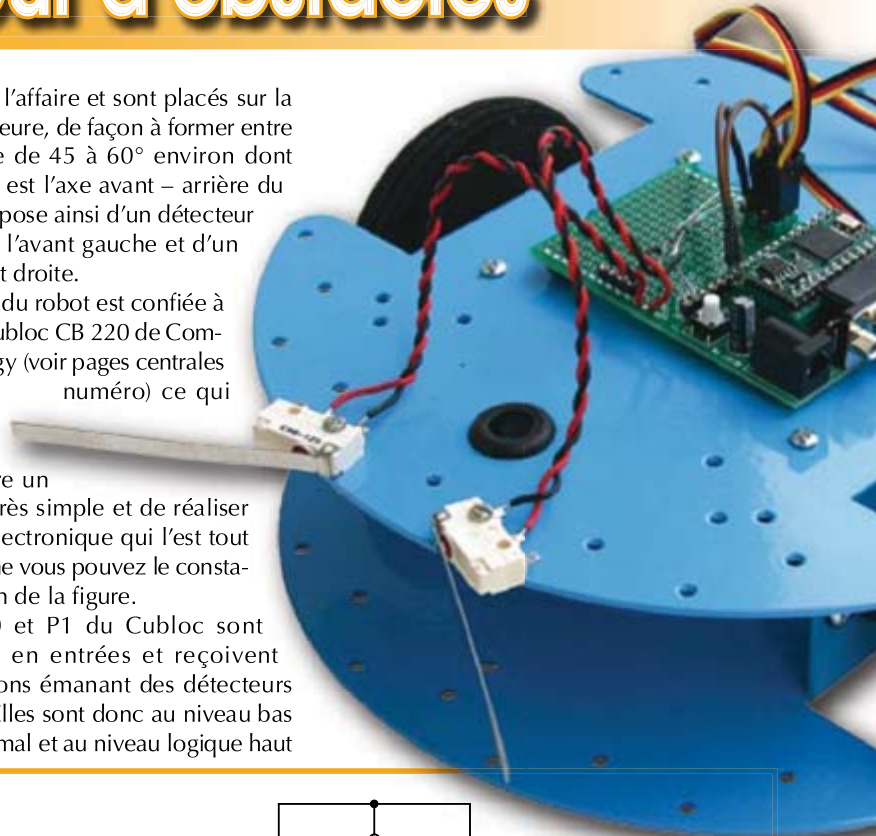 d'obstacles
l'affaire et sont placés sur la
eure, de façon à former entre
e de 45 à 60° environ dont
est l'axe avant – arrière du
pose ainsi d'un détecteur
l'avant gauche et d'un
t droite.
du robot est confiée à
ubloc CB 220 de Com-
gy (voir pages centrales
numéro) ce qui
re un
rès simple et de réaliser
ectronique qui l'est tout
e vous pouvez le consta-
n de la figure.
et P1 du Cubloc sont
en entrées et reçoivent
ons émanant des détecteurs
lles sont donc au niveau bas
mal et au niveau logique haut